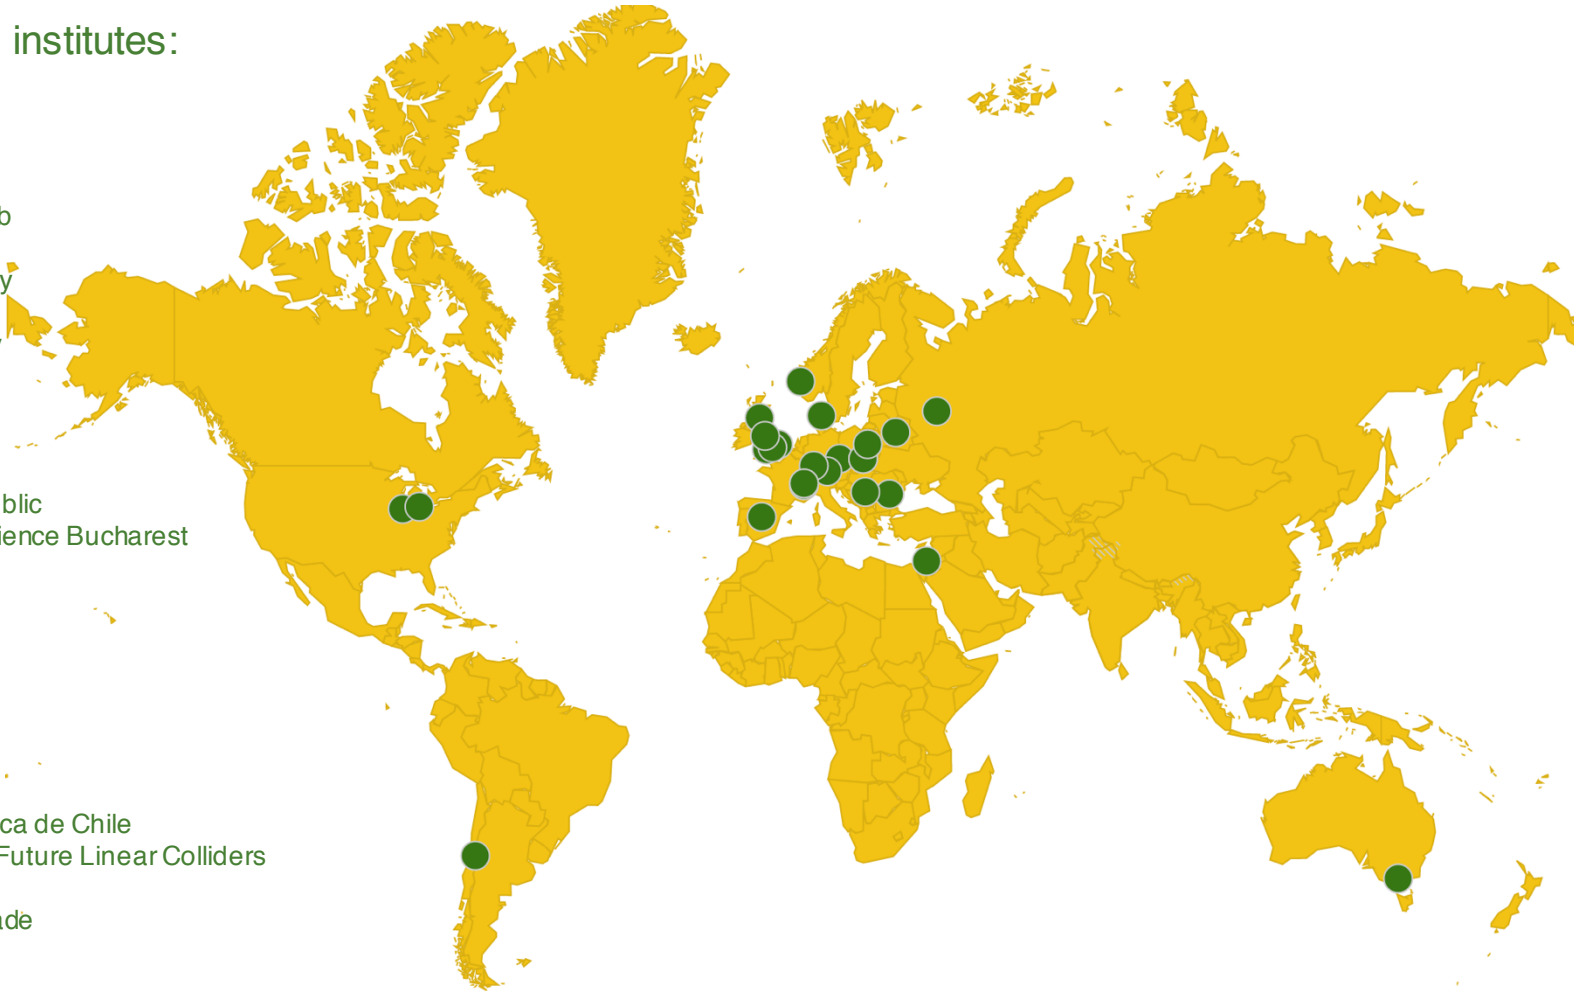 institutes:
b
y
blic
ience Bucharest
ca de Chile
Future Linear Colliders
ade